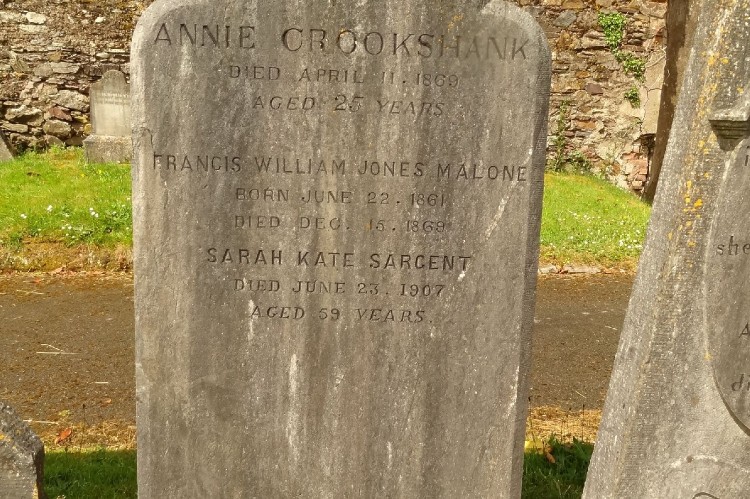 ANNIE CROOKSHANK
DIED APRIL 11. 1869
AGED 25 YEARS
FRANCIS WILLIAM JONES MALONE
BORN JUNE 22. 1861
DIED DEC. 15. 1869
SARAH KATE SARGENT
DIED JUNE 23. 1907
AGED 59 YEARS.
she